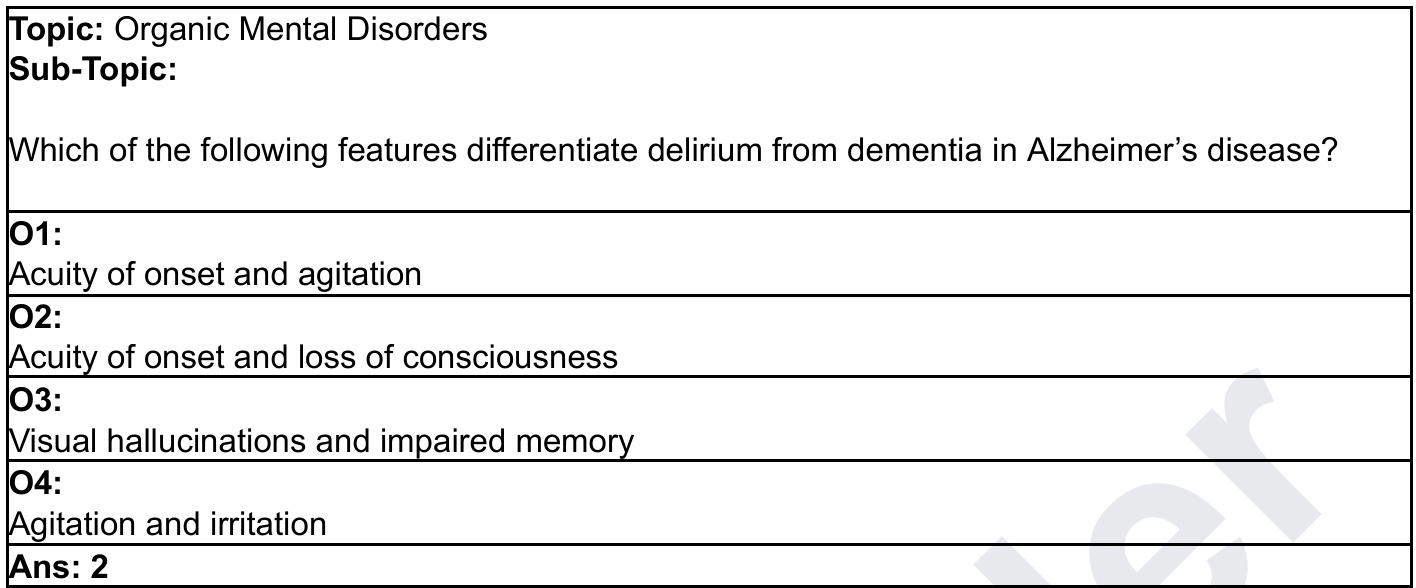 Topic: Organic Mental Disorders
Sub-Topic:
Which of the following features differentiate delirium from dementia in Alzheimer’s disease?
O1:
Acuity of onset and agitation
O2:
Acuity of onset and loss of consciousness
O3:
Visual hallucinations and impaired memory
O4:
Agitation and irritation
Ans: 2